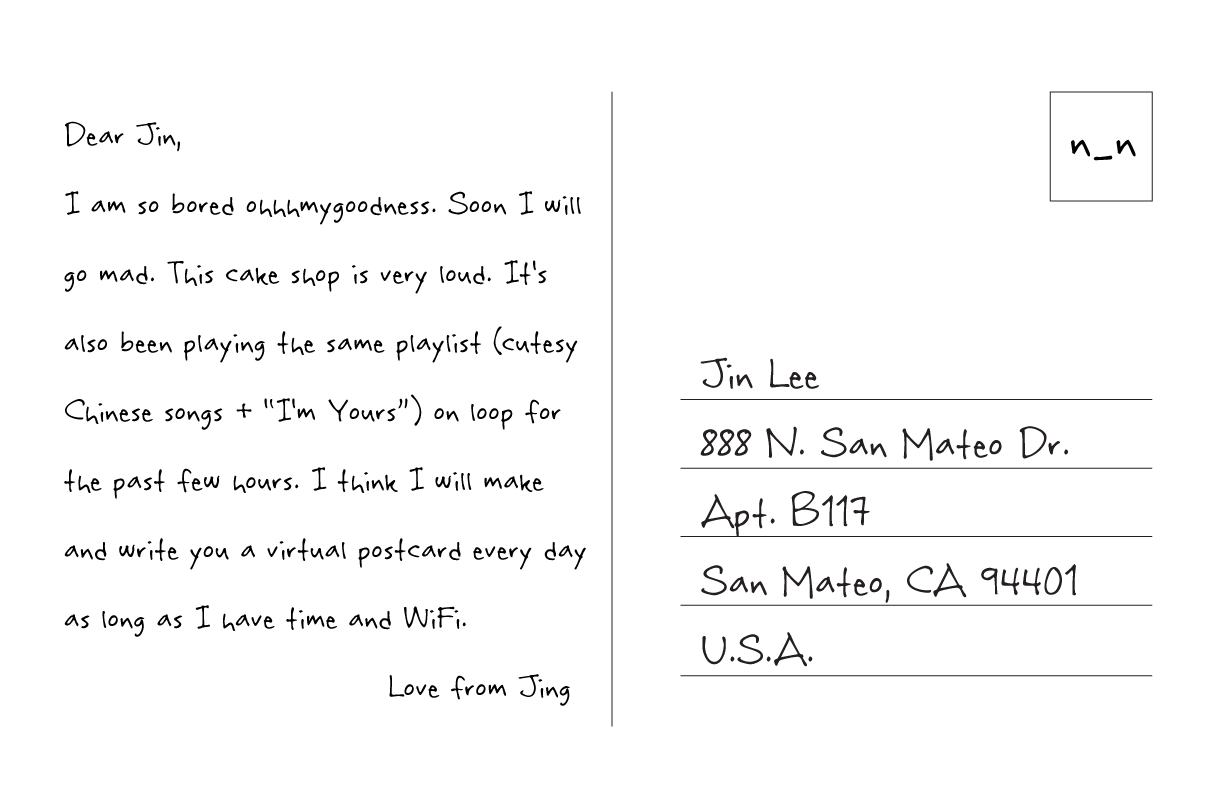 Dear Jin,
I am so bored ohhhmygoodness. Soon I will
go mad. This cake shop is very loud. It's
also been playing the same playlist (cutesy
Chinese songs + "I'm Yours") on loop for
the past few hours. I think I will make
and write you a virtual postcard every day
as long as I have time and WiFi.
Love from Jing
n_n
Jin Lee
888 N. San Mateo Dr.
Apt. B117
San Mateo, CA 94401
U.S.A.